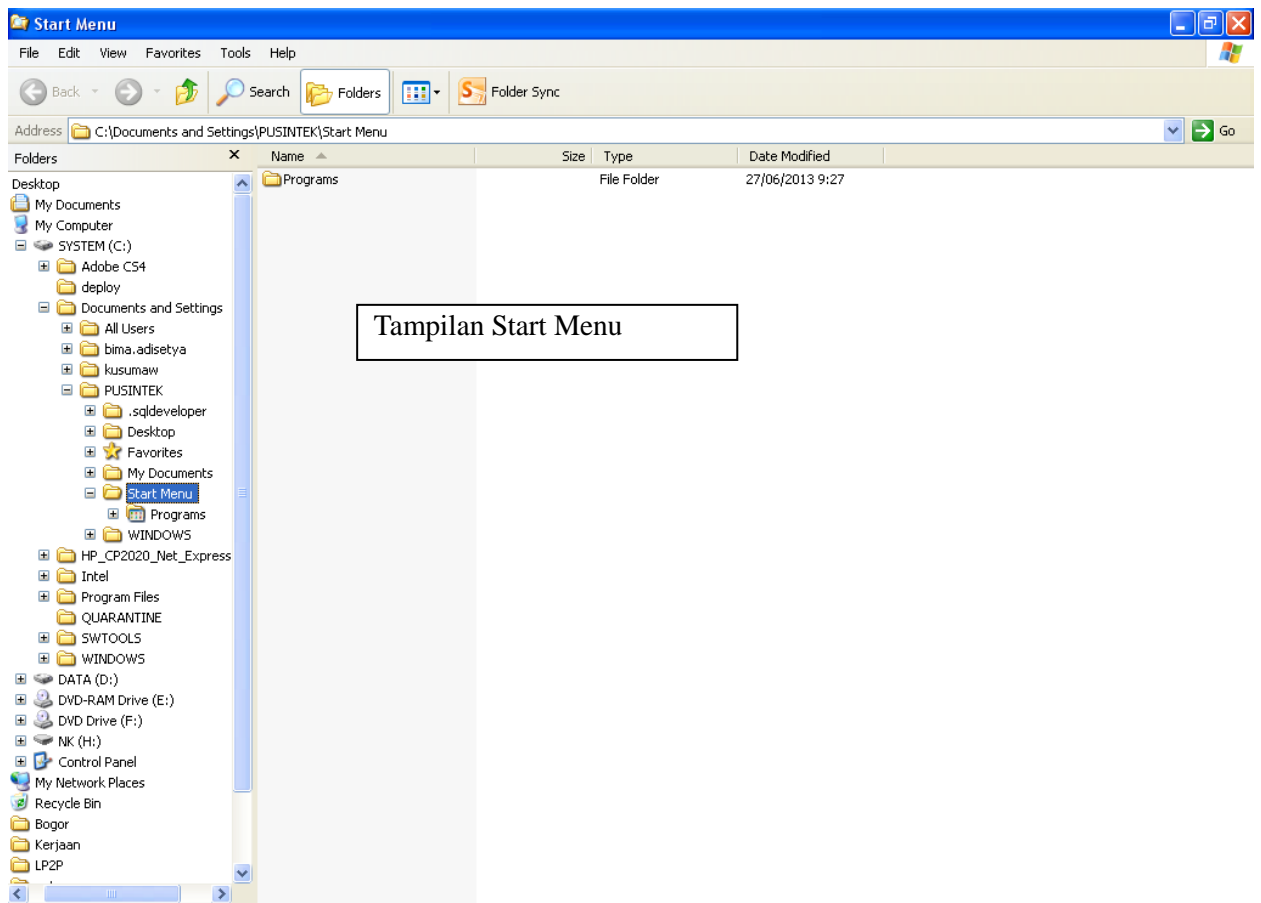 Start Menu
File Edit View Favorites Tools Help
Back Search Folders Folder Sync
Address C:\Documents and Settings\PUSINTEK\Start Menu Go
Folders
Name Size Type Date Modified
Programs File Folder 27/06/2013 9:27
Desktop
My Documents
My Computer
SYSTEM (C:)
Adobe CS4
deploy
Documents and Settings
All Users
bima.adisetya
kusumaw
PUSINTEK
.sqldeveloper
Desktop
Favorites
My Documents
Start Menu
Programs
WINDOWS
HP_CP2020_Net_Express
Intel
Program Files
QUARANTINE
SWTOOLS
WINDOWS
DATA (D:)
DVD-RAM Drive (E:)
DVD Drive (F:)
NK (H:)
Control Panel
My Network Places
Recycle Bin
Bogor
Kerjaan
LP2P
Tampilan Start Menu